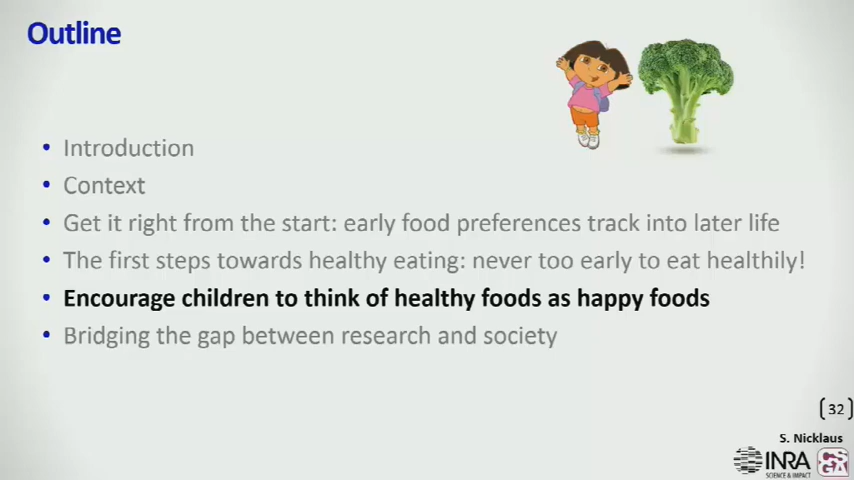 Outline
Introduction
Context
Get it right from the start: early food preferences track into later life
The first steps towards healthy eating: never too early to eat healthily!
Encourage children to think of healthy foods as happy foods
Bridging the gap between research and society
32
S. Nicklaus
INRA
SCIENCE & IMPACT